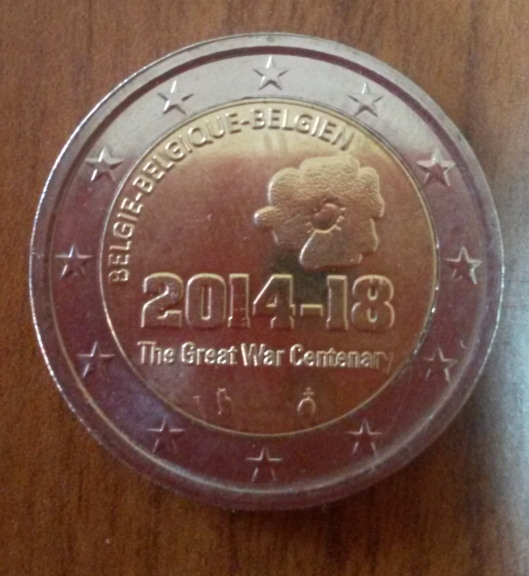 BELGIE-BELGIQUE-BELGIEN
2014-18
The Great War Centenary